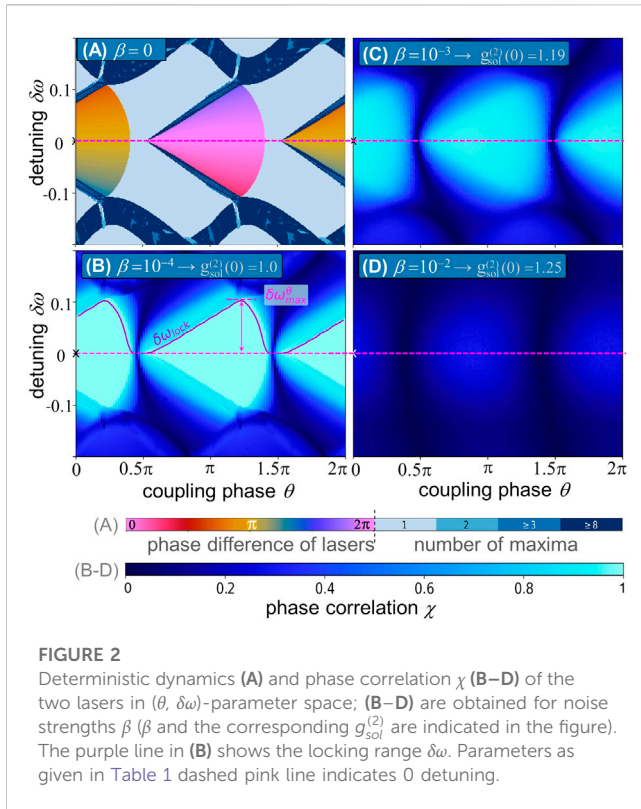 (A) β = 0
(C) β=10⁻³ → g_sol^(2)(0) =1.19
detuning δω
0.1
0
-0.1
(B) β=10⁻⁴ → g_sol^(2)(0) =1.0
(D) β=10⁻² → g_sol^(2)(0) =1.25
detuning δω
0.1
0
-0.1
δω_lock
δω_max^θ
0 0.5π π 1.5π 2π
0 0.5π π 1.5π 2π
coupling phase θ
coupling phase θ
(A) 0 π 2π 1 2 ≥3 ≥8
phase difference of lasers number of maxima
(B-D)
0 0.2 0.4 0.6 0.8 1
phase correlation χ
FIGURE 2
Deterministic dynamics (A) and phase correlation χ (B–D) of the
two lasers in (θ, δω)-parameter space; (B–D) are obtained for noise
strengths β (β and the corresponding g_sol^(2) are indicated in the figure).
The purple line in (B) shows the locking range δω. Parameters as
given in Table 1 dashed pink line indicates 0 detuning.